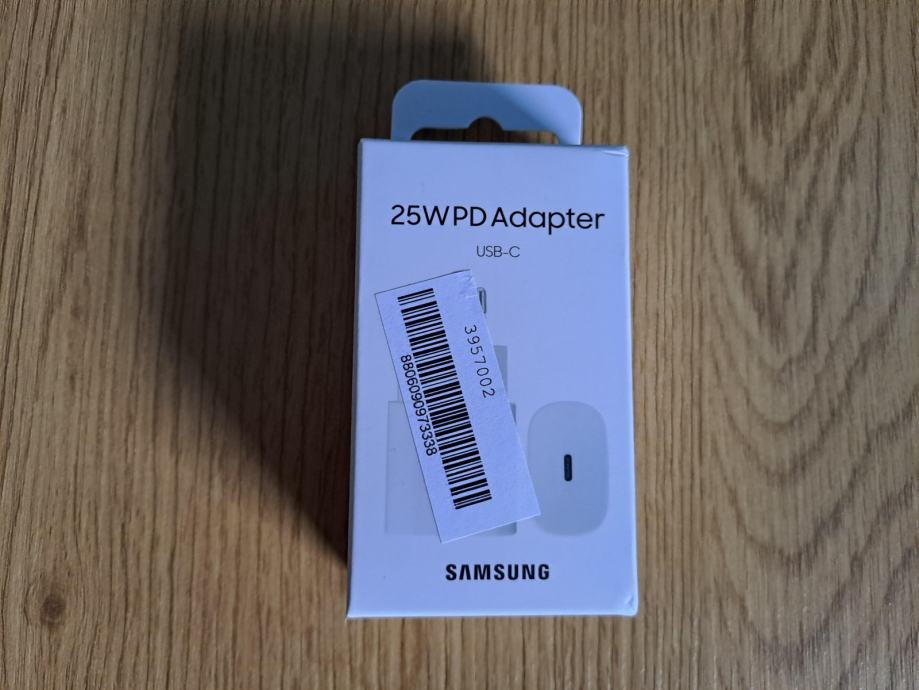 25W PD Adapter
USB-C
3957002
8806090973338
SAMSUNG